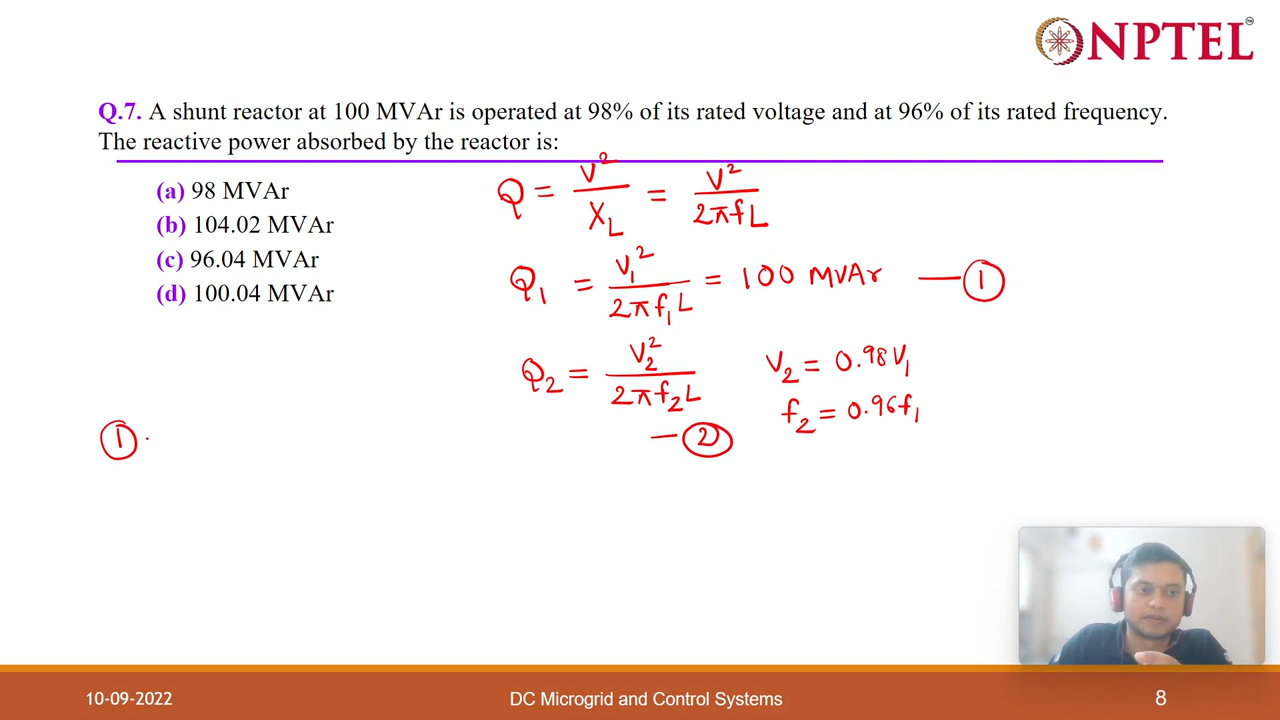 NPTEL
Q.7. A shunt reactor at 100 MVAr is operated at 98% of its rated voltage and at 96% of its rated frequency.
The reactive power absorbed by the reactor is:
(a) 98 MVAr
(b) 104.02 MVAr
(c) 96.04 MVAr
(d) 100.04 MVAr
Q = V² / X_L = V² / 2πfL
Q₁ = V₁² / 2πf₁L = 100 MVAr — ①
Q₂ = V₂² / 2πf₂L
V₂ = 0.98V₁
f₂ = 0.96f₁
— ②
①
10-09-2022
DC Microgrid and Control Systems
8